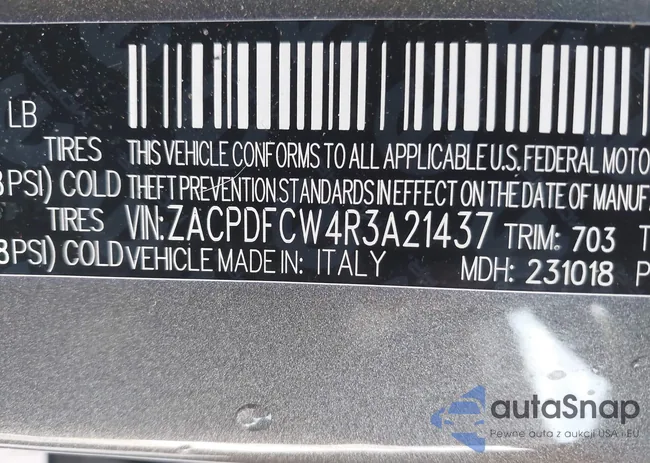 LB
TIRES THIS VEHICLE CONFORMS TO ALL APPLICABLE U.S. FEDERAL MOTO
8PSI) COLD THEFT PREVENTION STANDARDS IN EFFECT ON THE DATE OF MANUF
TIRES VIN:ZACPDFCW4R3A21437 TRIM: 703 T
8PSI) COLD VEHICLE MADE IN: ITALY MDH: 231018 P
autaSnap
Pewne auta z aukcji USA i EU